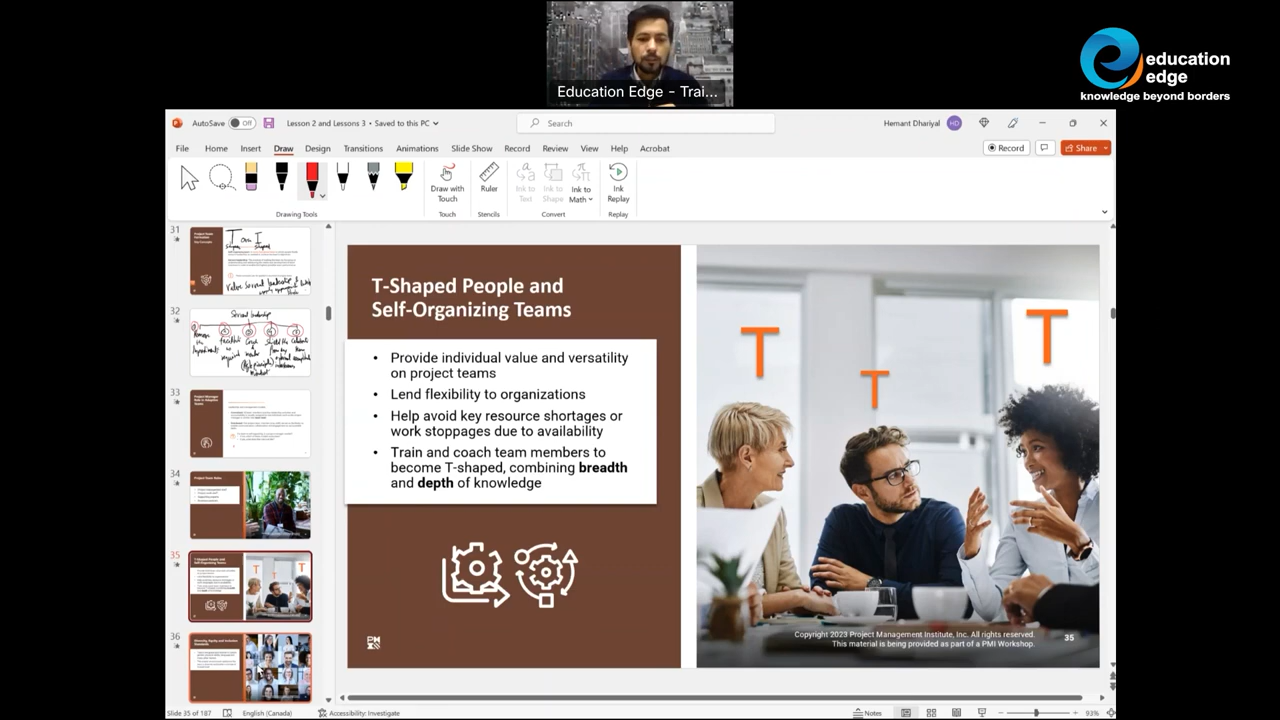 Education Edge - Trai...
education
edge
knowledge beyond borders
AutoSave Off Lesson 2 and Lessons 3 • Saved to this PC Search Hemant Dhariyal HD
File Home Insert Draw Design Transitions Animations Slide Show Record Review View Help Acrobat Record Share
Draw with
Touch
Ruler
Ink to
Text
Ink to
Shape
Ink to
Math
Ink
Replay
Drawing Tools Touch Stencils Convert Replay
31
32
33
34
35
36
T-Shaped People and
Self-Organizing Teams
• Provide individual value and versatility
on project teams
• Lend flexibility to organizations
• Help avoid key resource shortages or
work stoppages due to availability
• Train and coach team members to
become T-shaped, combining breadth
and depth of knowledge
T T T
Copyright 2023 Project Management Institute, Inc. All rights reserved.
This material is being provided as part of a PMI Workshop.
35
Slide 35 of 187 English (Canada) Accessibility: Investigate Notes 93%